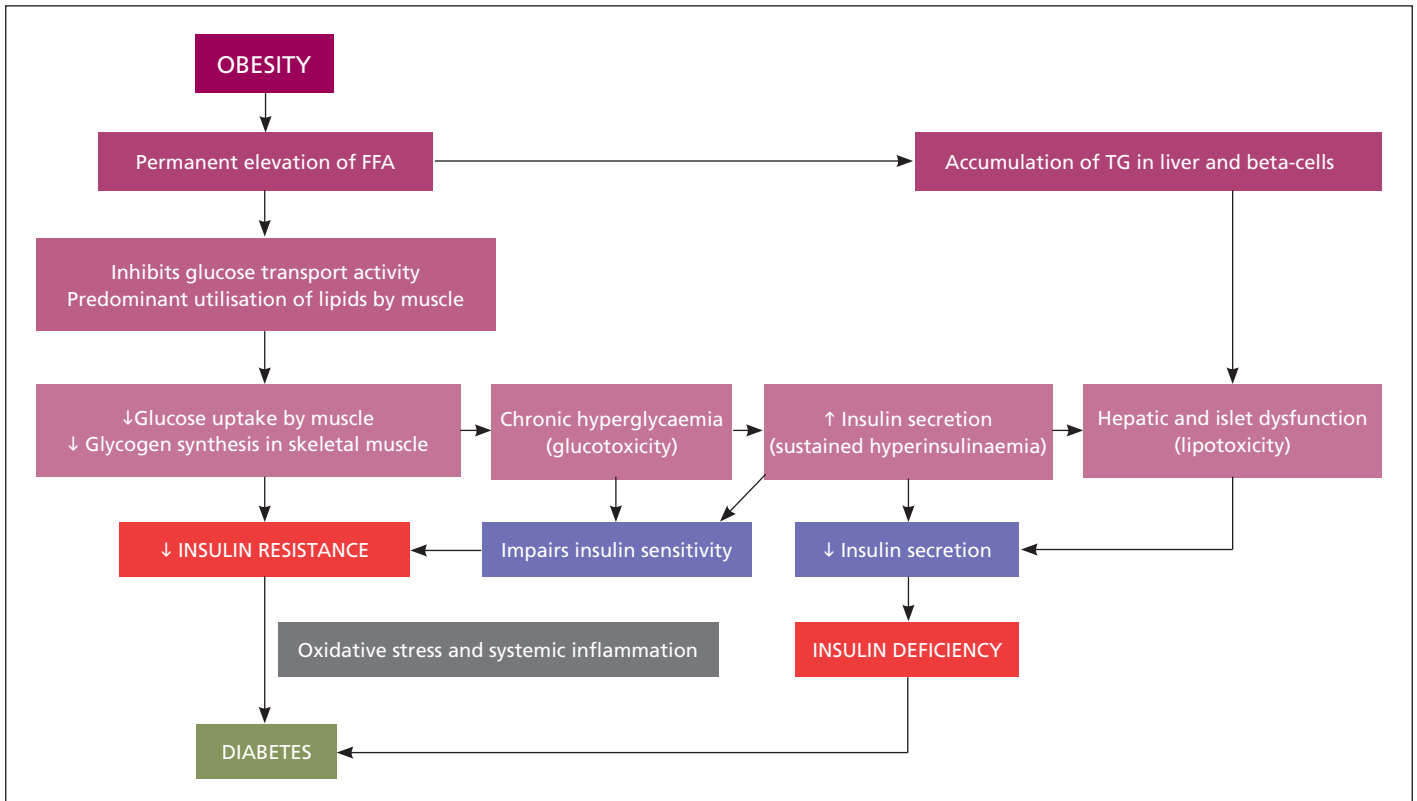 OBESITY
Permanent elevation of FFA
Accumulation of TG in liver and beta-cells
Inhibits glucose transport activity
Predominant utilisation of lipids by muscle
↓Glucose uptake by muscle
↓ Glycogen synthesis in skeletal muscle
Chronic hyperglycaemia
(glucotoxicity)
↑ Insulin secretion
(sustained hyperinsulinaemia)
Hepatic and islet dysfunction
(lipotoxicity)
↓ INSULIN RESISTANCE
Impairs insulin sensitivity
↓ Insulin secretion
Oxidative stress and systemic inflammation
INSULIN DEFICIENCY
DIABETES